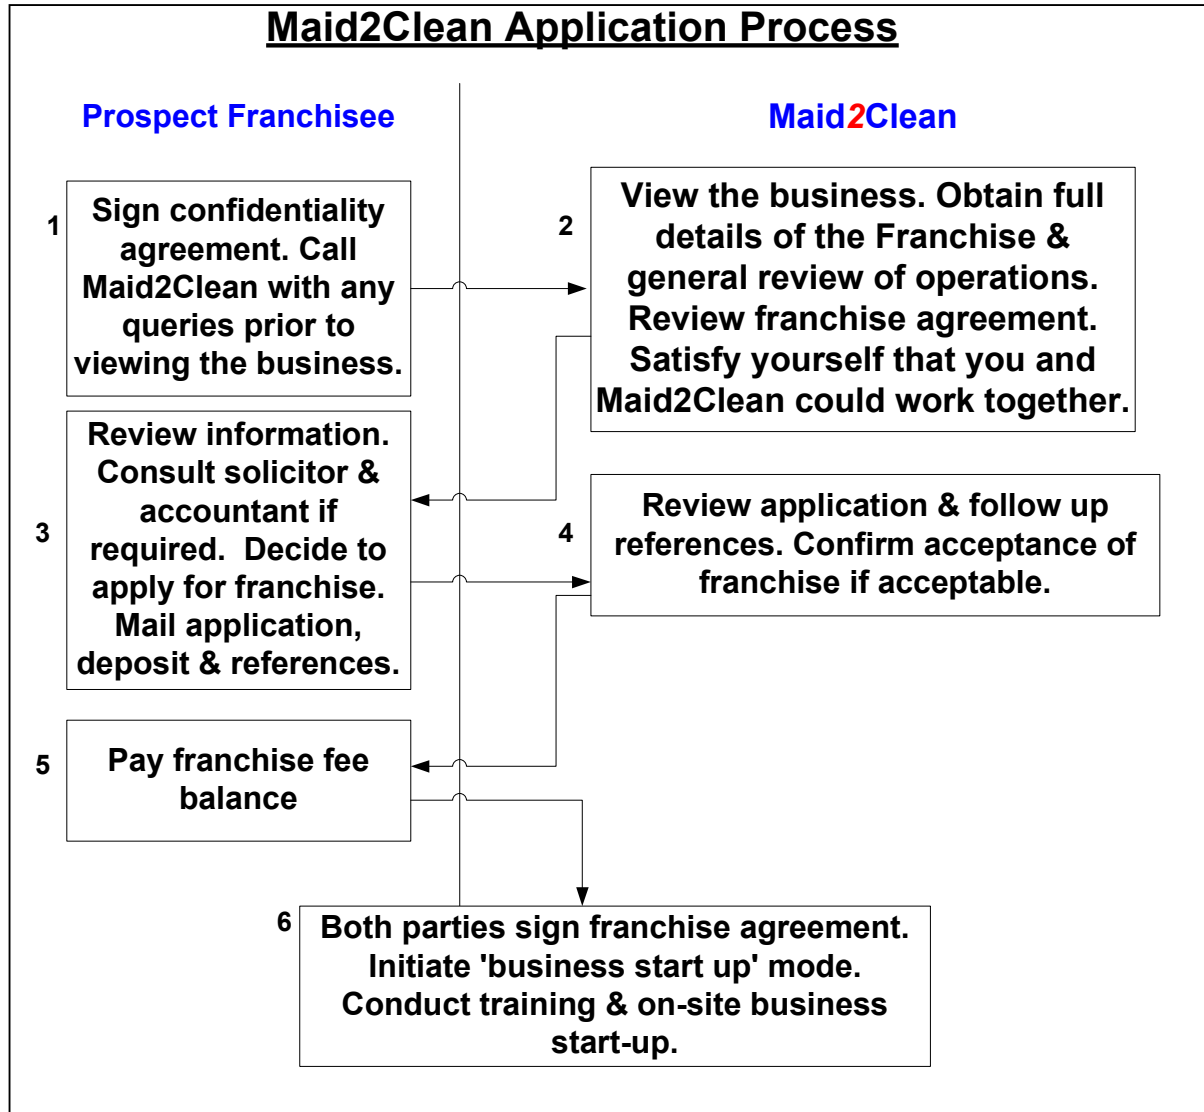 Maid2Clean Application Process
Prospect Franchisee
Maid2Clean
1
Sign confidentiality
agreement. Call
Maid2Clean with any
queries prior to
viewing the business.
2
View the business. Obtain full
details of the Franchise &
general review of operations.
Review franchise agreement.
Satisfy yourself that you and
Maid2Clean could work together.
3
Review information.
Consult solicitor &
accountant if
required.  Decide to
apply for franchise.
Mail application,
deposit & references.
4
Review application & follow up
references. Confirm acceptance of
franchise if acceptable.
5
Pay franchise fee
balance
6
Both parties sign franchise agreement.
Initiate 'business start up' mode.
Conduct training & on-site business
start-up.